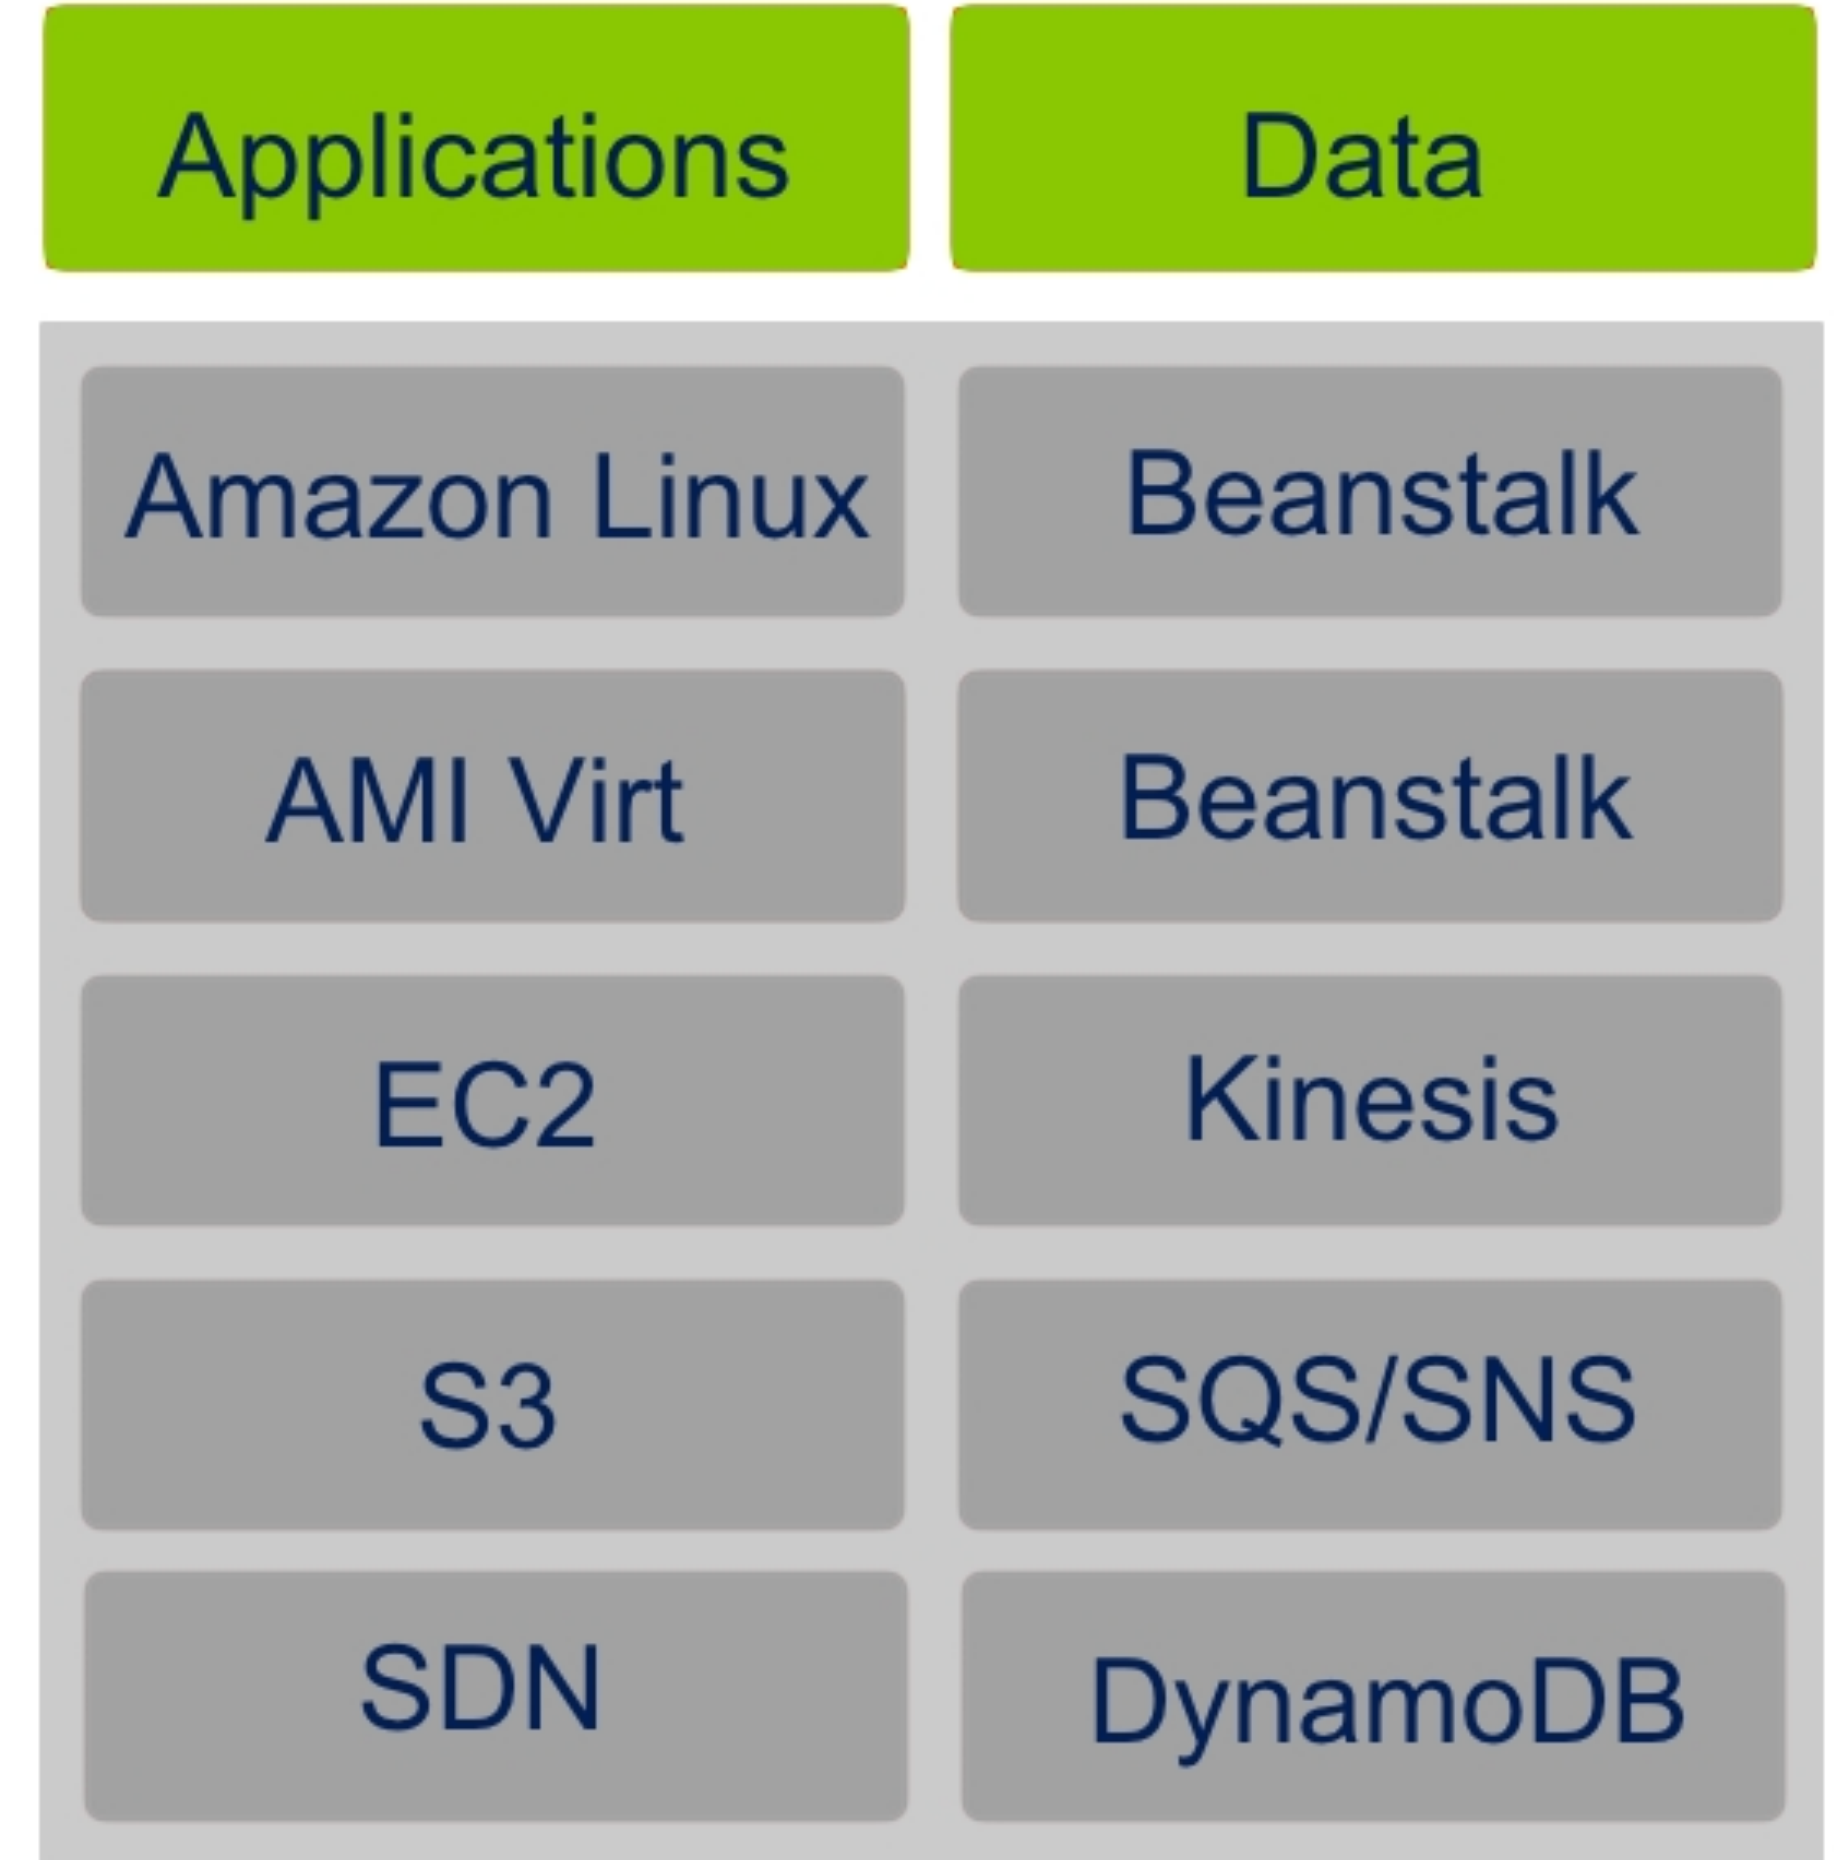 Applications
Data
Amazon Linux
Beanstalk
AMI Virt
Beanstalk
EC2
Kinesis
S3
SQS/SNS
SDN
DynamoDB